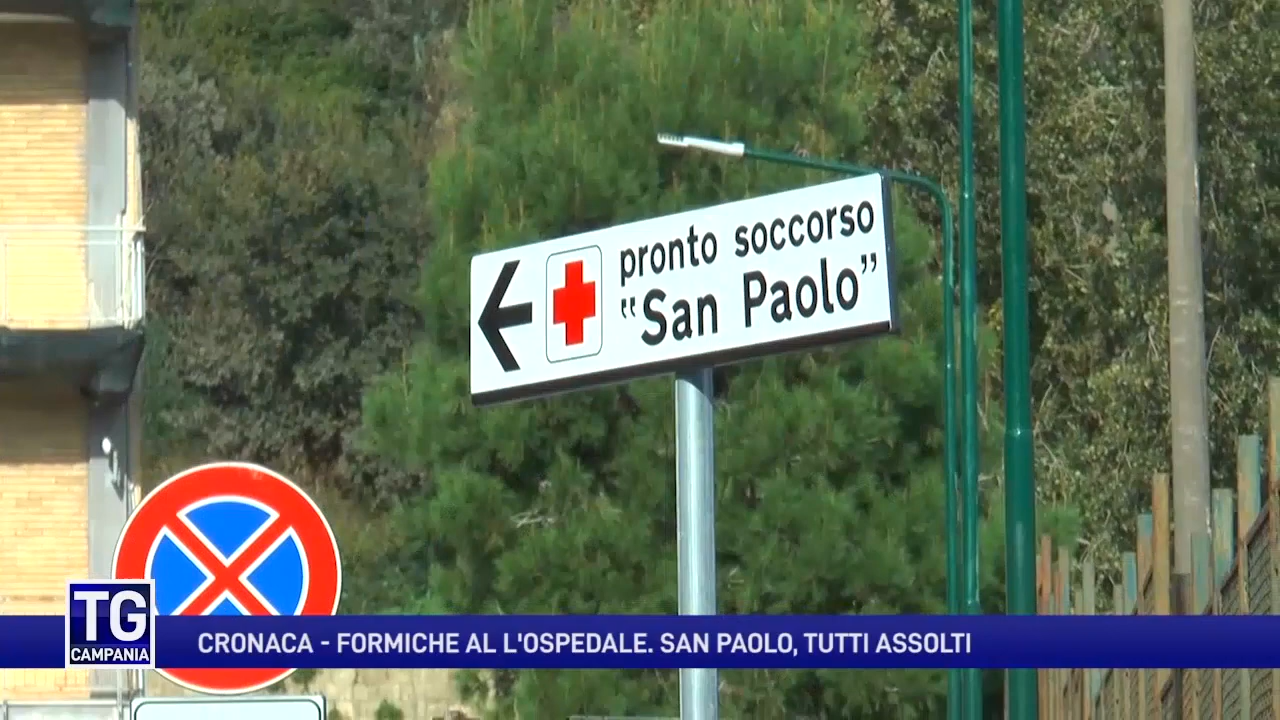 pronto soccorso
“San Paolo”
TG
CAMPANIA
CRONACA - FORMICHE AL L'OSPEDALE. SAN PAOLO, TUTTI ASSOLTI